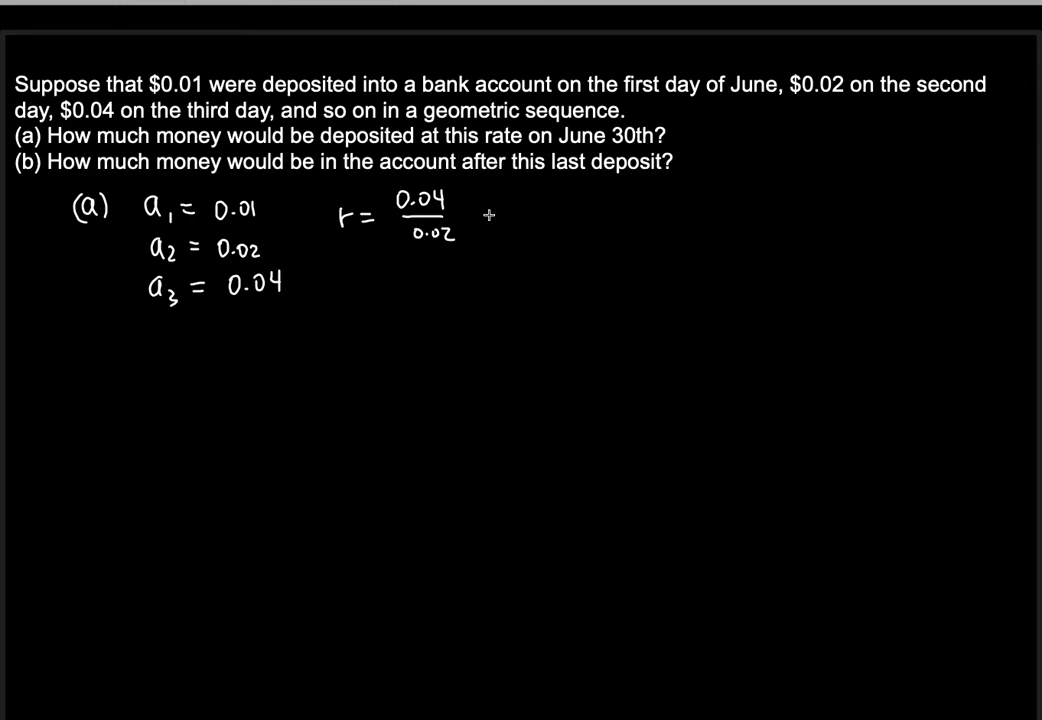 Suppose that $0.01 were deposited into a bank account on the first day of June, $0.02 on the second
day, $0.04 on the third day, and so on in a geometric sequence.
(a) How much money would be deposited at this rate on June 30th?
(b) How much money would be in the account after this last deposit?
(a) a₁ = 0.01 r = 0.04/0.02
a₂ = 0.02
a₃ = 0.04